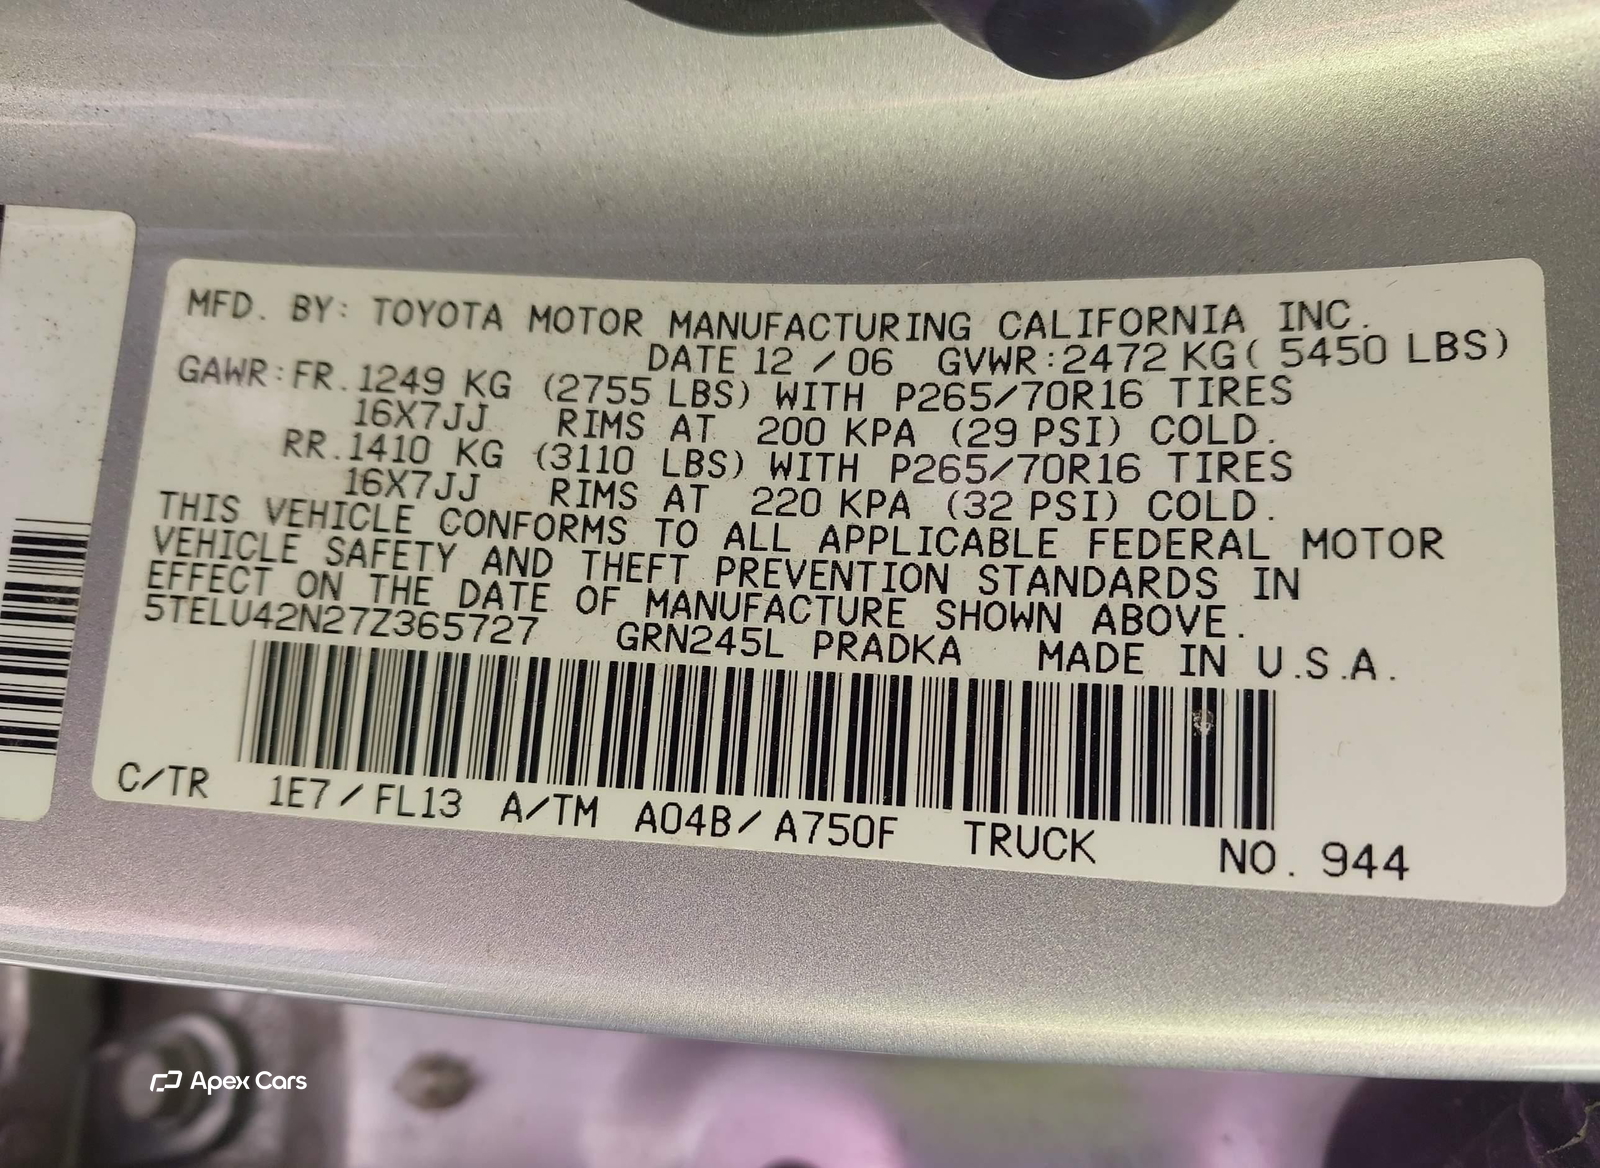 MFD. BY: TOYOTA MOTOR MANUFACTURING CALIFORNIA INC.
DATE 12 / 06 GVWR:2472 KG( 5450 LBS)
GAWR:FR.1249 KG (2755 LBS) WITH P265/70R16 TIRES
16X7JJ RIMS AT 200 KPA (29 PSI) COLD.
RR.1410 KG (3110 LBS) WITH P265/70R16 TIRES
16X7JJ RIMS AT 220 KPA (32 PSI) COLD.
THIS VEHICLE CONFORMS TO ALL APPLICABLE FEDERAL MOTOR
VEHICLE SAFETY AND THEFT PREVENTION STANDARDS IN
EFFECT ON THE DATE OF MANUFACTURE SHOWN ABOVE.
5TELU42N27Z365727 GRN245L PRADKA MADE IN U.S.A.
C/TR 1E7/FL13 A/TM A04B/A750F TRUCK NO. 944
Apex Cars